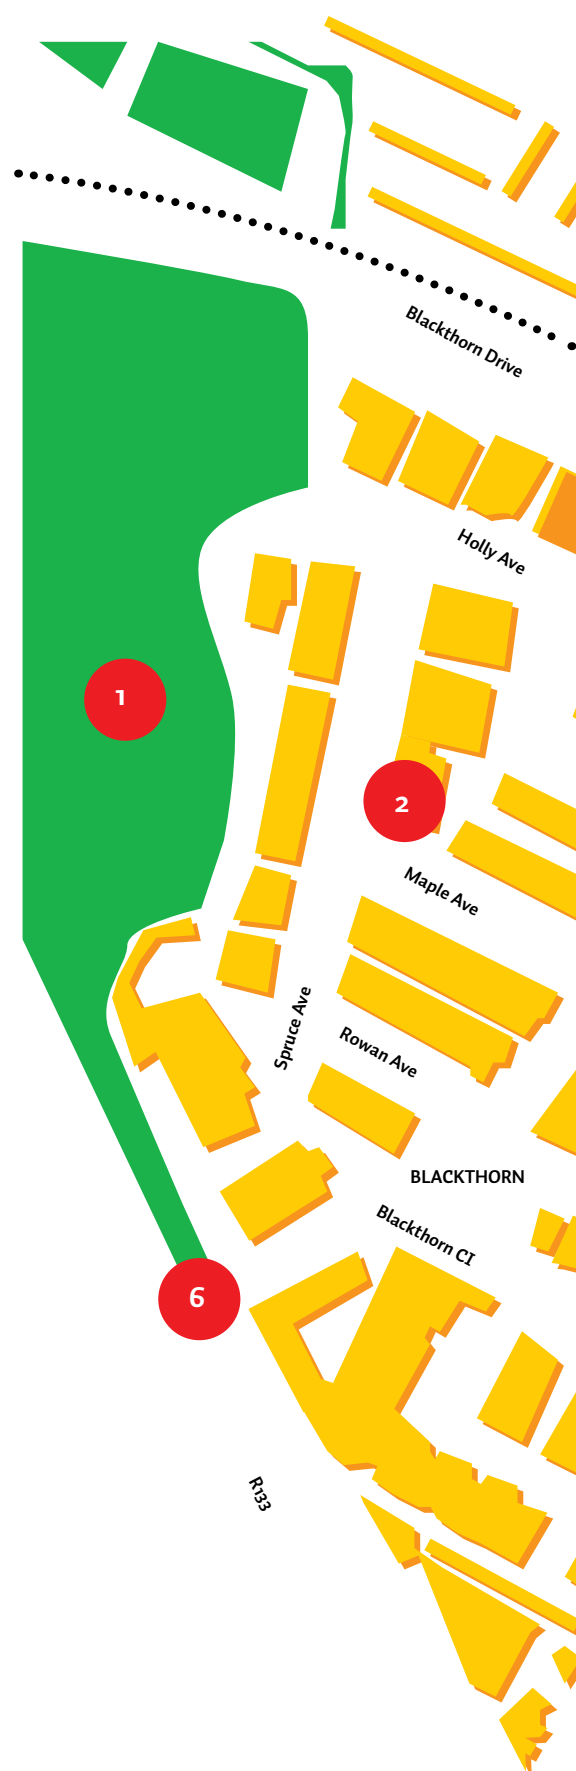 Blackthorn Drive
Holly Ave
1
2
Maple Ave
Spruce Ave
Rowan Ave
BLACKTHORN
Blackthorn Cl
6
R133